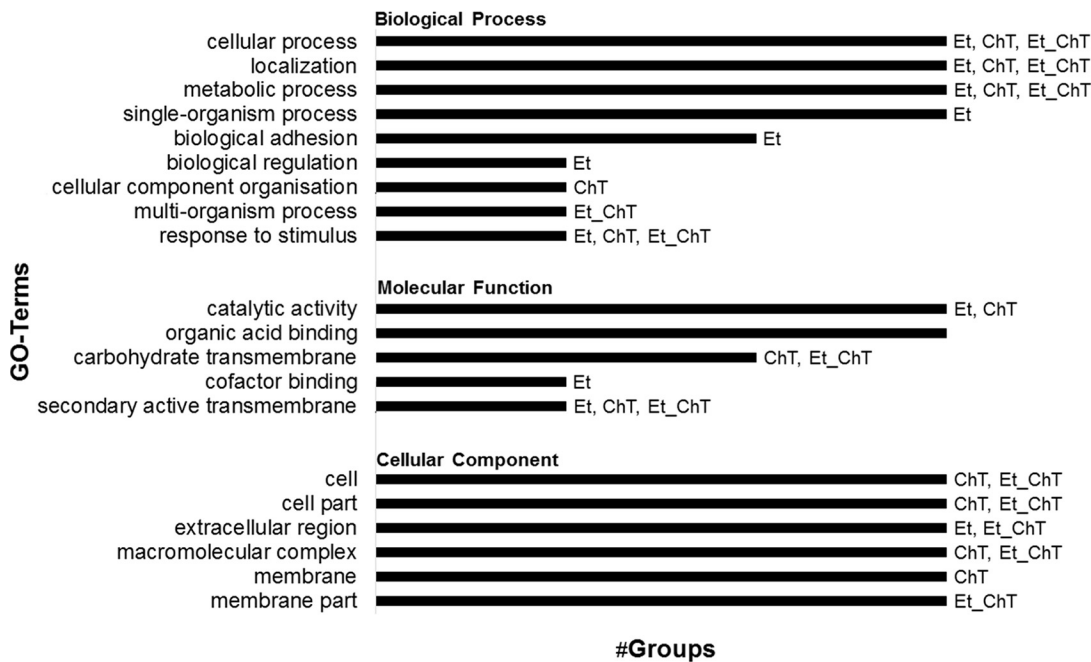 Biological Process
cellular process Et, ChT, Et_ChT
localization Et, ChT, Et_ChT
metabolic process Et, ChT, Et_ChT
single-organism process Et
biological adhesion Et
biological regulation Et
cellular component organisation ChT
multi-organism process Et_ChT
response to stimulus Et, ChT, Et_ChT
GO-Terms
Molecular Function
catalytic activity Et, ChT
organic acid binding
carbohydrate transmembrane ChT, Et_ChT
cofactor binding Et
secondary active transmembrane Et, ChT, Et_ChT
Cellular Component
cell ChT, Et_ChT
cell part ChT, Et_ChT
extracellular region Et, Et_ChT
macromolecular complex ChT, Et_ChT
membrane ChT
membrane part Et_ChT
#Groups